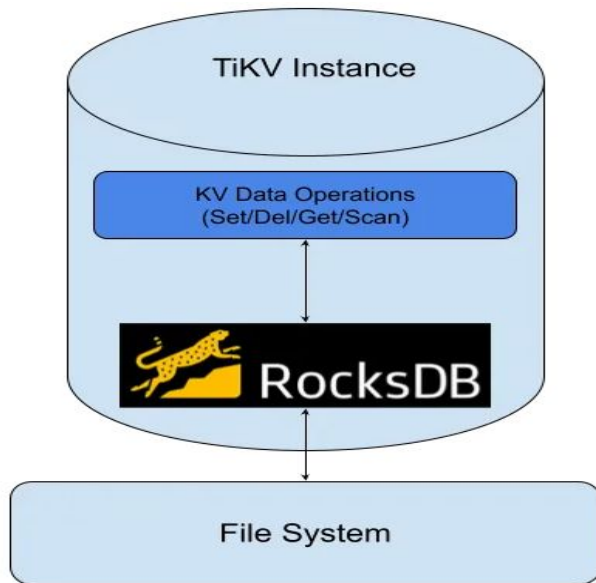 TiKV Instance
KV Data Operations
(Set/Del/Get/Scan)
RocksDB
File System